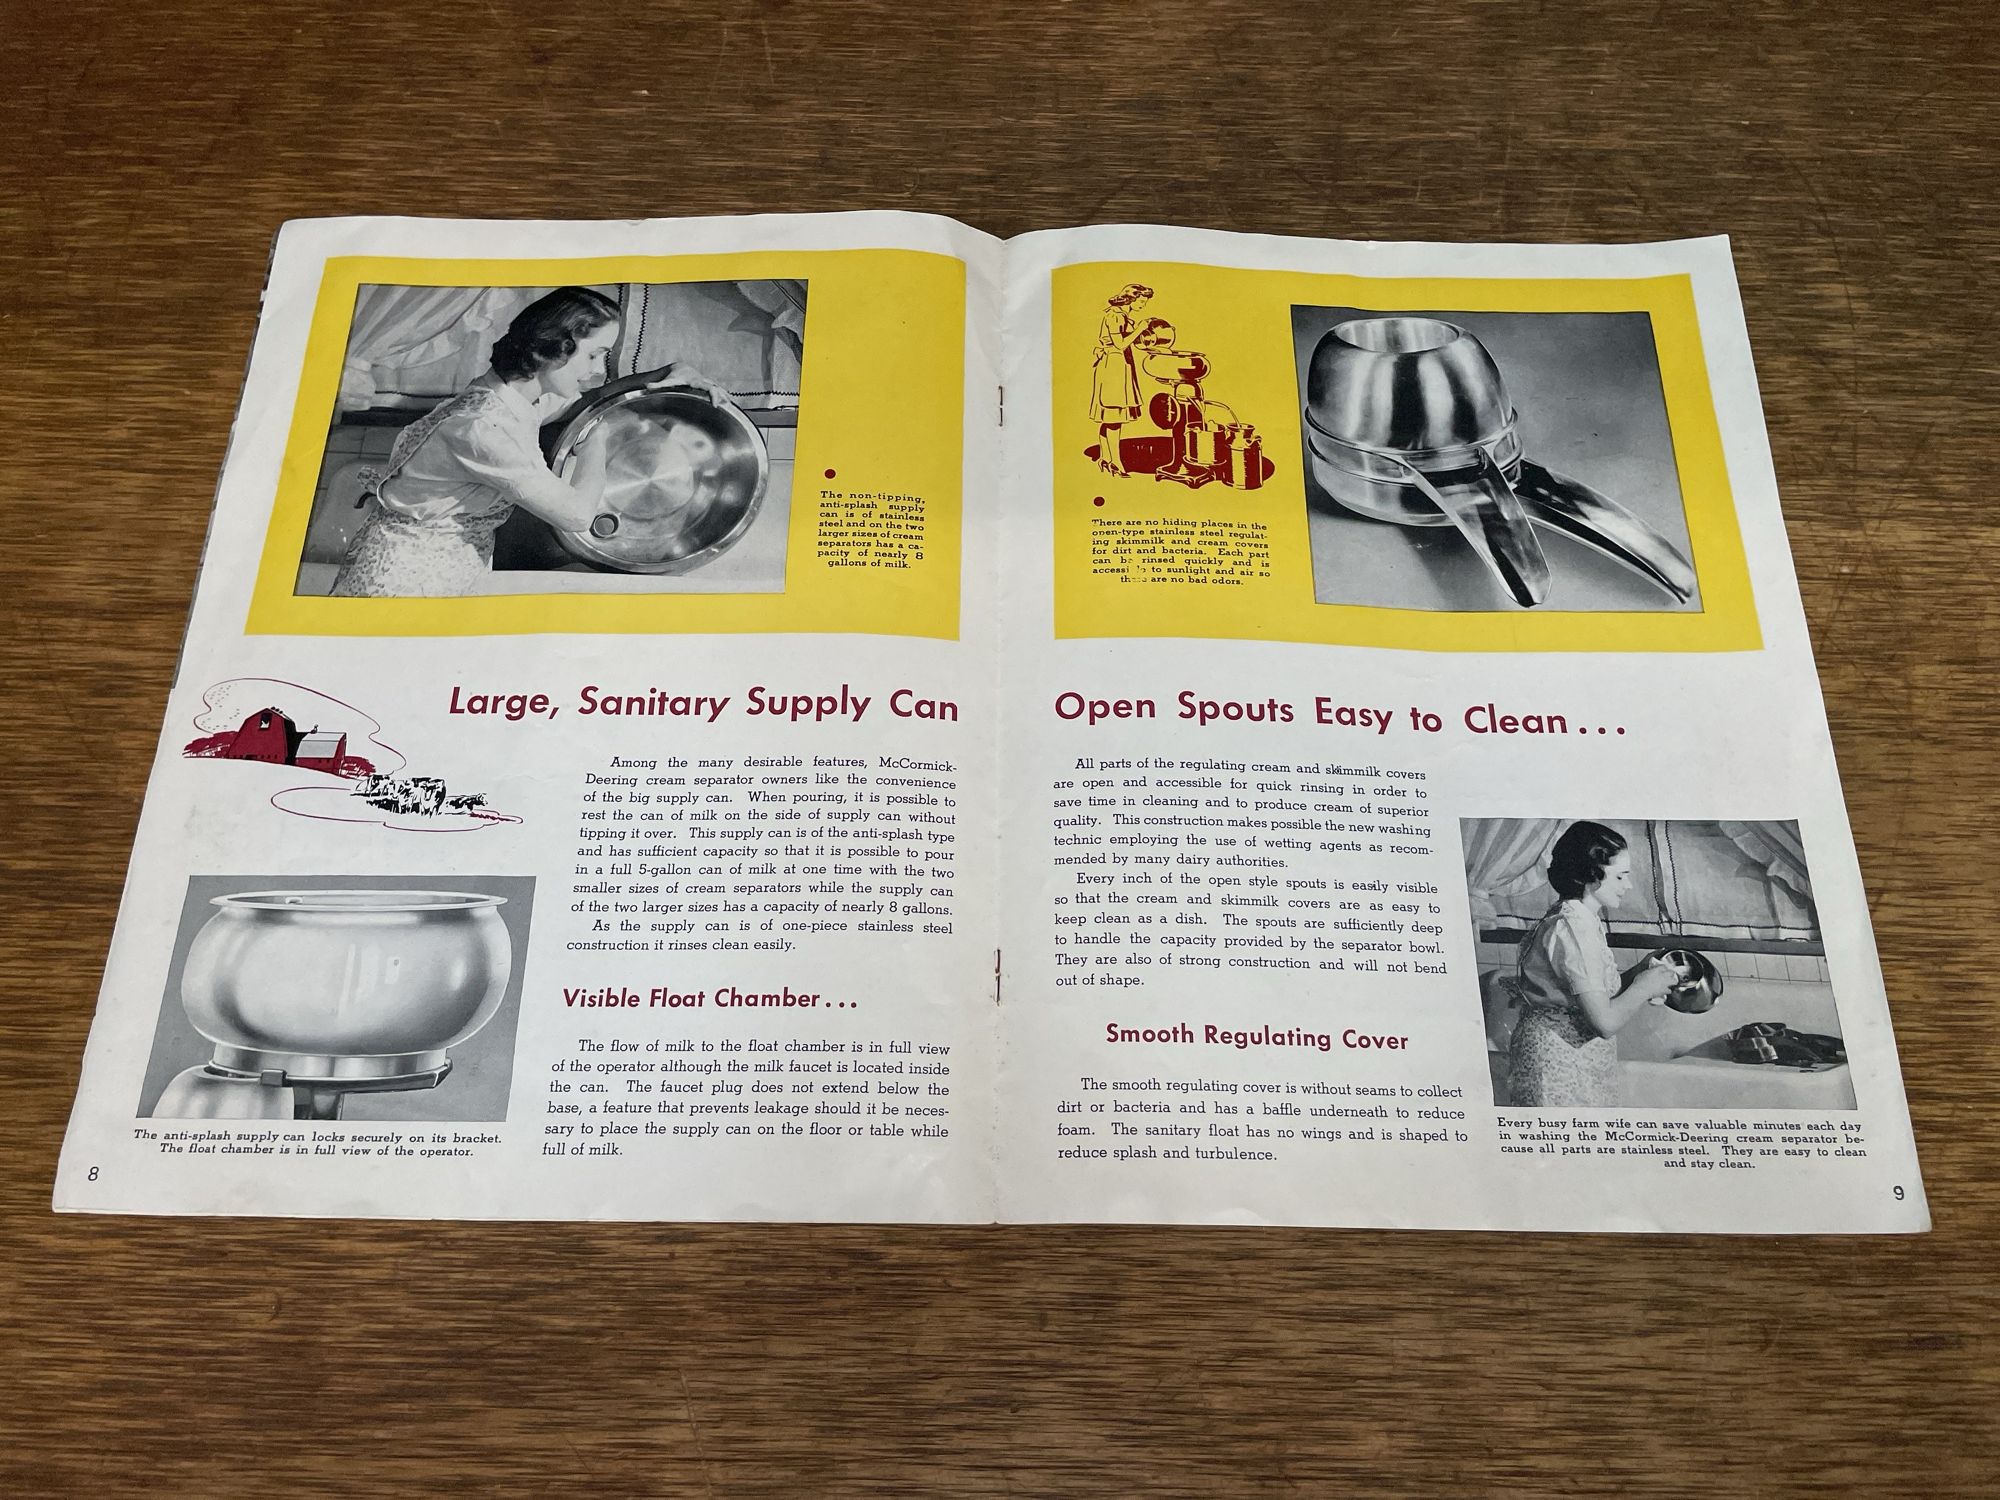 The non-tipping,
anti-splash supply
can is of stainless
steel and on the two
larger sizes of cream
separators has a ca-
pacity of nearly 8
gallons of milk.
Large, Sanitary Supply Can
Among the many desirable features, McCormick-
Deering cream separator owners like the convenience
of the big supply can. When pouring, it is possible to
rest the can of milk on the side of supply can without
tipping it over. This supply can is of the anti-splash type
and has sufficient capacity so that it is possible to pour
in a full 5-gallon can of milk at one time with the two
smaller sizes of cream separators while the supply can
of the two larger sizes has a capacity of nearly 8 gallons.
As the supply can is of one-piece stainless steel
construction it rinses clean easily.
Visible Float Chamber...
The flow of milk to the float chamber is in full view
of the operator although the milk faucet is located inside
the can. The faucet plug does not extend below the
base, a feature that prevents leakage should it be neces-
sary to place the supply can on the floor or table while
full of milk.
The anti-splash supply can locks securely on its bracket.
The float chamber is in full view of the operator.
8
There are no hiding places in the
open-type stainless steel regulat-
ing skimmilk and cream covers
for dirt and bacteria. Each part
can be rinsed quickly and is
to sunlight and air so
are no bad odors.
Open Spouts Easy to Clean...
All parts of the regulating cream and skimmilk covers
are open and accessible for quick rinsing in order to
save time in cleaning and to produce cream of superior
quality. This construction makes possible the new washing
technic employing the use of wetting agents as recom-
mended by many dairy authorities.
Every inch of the open style spouts is easily visible
so that the cream and skimmilk covers are as easy to
keep clean as a dish. The spouts are sufficiently deep
to handle the capacity provided by the separator bowl.
They are also of strong construction and will not bend
out of shape.
Smooth Regulating Cover
The smooth regulating cover is without seams to collect
dirt or bacteria and has a baffle underneath to reduce
foam. The sanitary float has no wings and is shaped to
reduce splash and turbulence.
Every busy farm wife can save valuable minutes each day
in washing the McCormick-Deering cream separator be-
cause all parts are stainless steel. They are easy to clean
and stay clean.
9